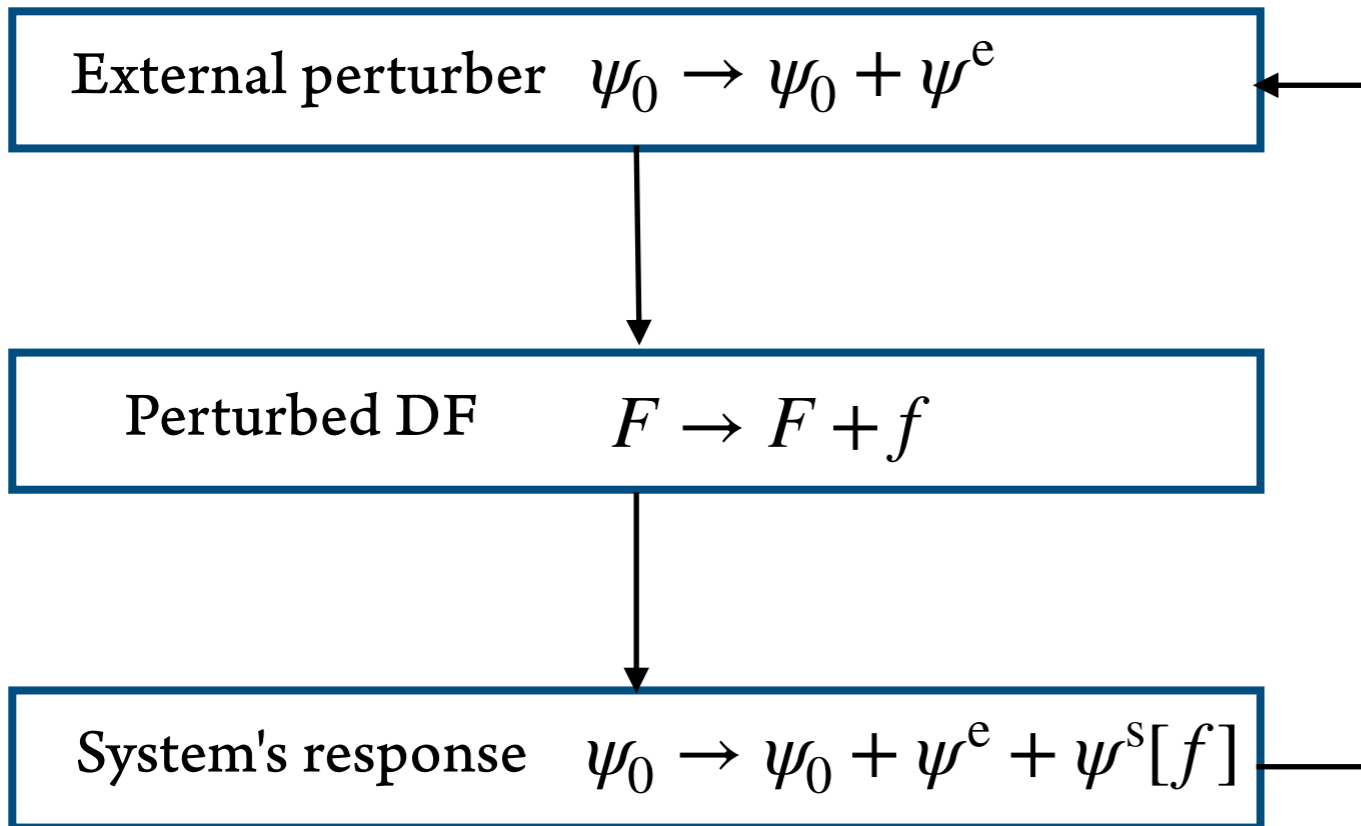 External perturber ψ₀ → ψ₀ + ψᵉ
Perturbed DF F → F + f
System's response ψ₀ → ψ₀ + ψᵉ + ψˢ[f]